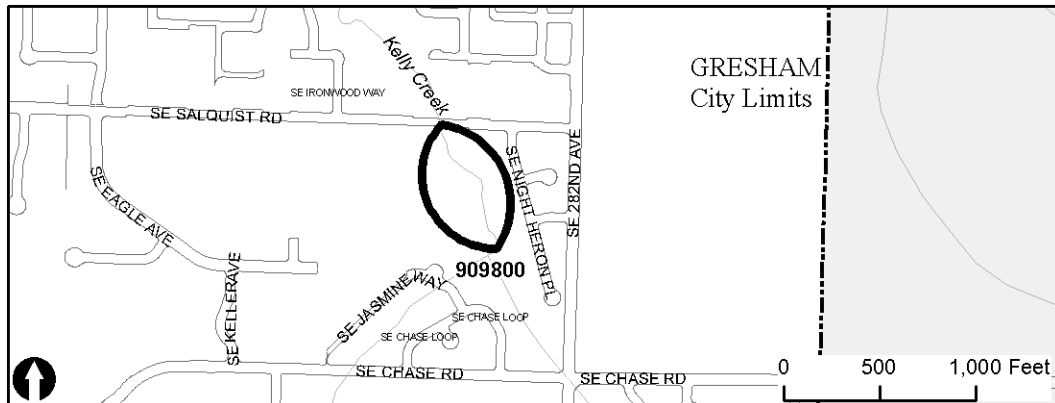 Kelly Creek
GRESHAM
City Limits
SE IRONWOOD WAY
SE SALQUIST RD
SE NIGHT HERON PL
SE 282ND AVE
SE EAGLE AVE
909800
SE KELLERAVE
SE JASMINE WAY
SE CHASE LOOP
SE CHASE LOOP
SE CHASE RD
SE CHASE RD
0 500 1,000 Feet